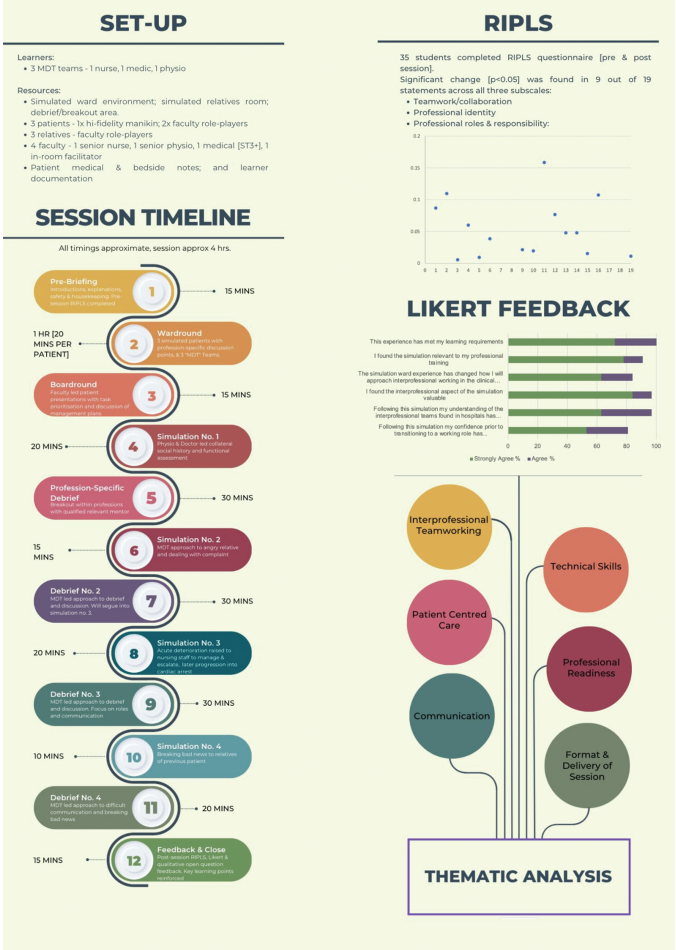 SET-UP
Learners:
• 3 MDT teams - 1 nurse, 1 medic, 1 physio
Resources:
• Simulated ward environment; simulated relatives room;
debrief/breakout area.
• 3 patients - 1x hi-fidelity manikin; 2x faculty role-players
• 3 relatives - faculty role-players
• 4 faculty - 1 senior nurse, 1 senior physio, 1 medical [ST3+], 1
in-room facilitator
• Patient medical & bedside notes; and learner
documentation
SESSION TIMELINE
All timings approximate, session approx 4 hrs.
Pre-Briefing
Introductions, explanations,
safety & housekeeping. Pre-
session RIPLS completed.
1
15 MINS
1 HR [20
MINS PER
PATIENT]
2
Wardround
3 simulated patients with
profession-specific discussion
points, & 3 "MDT" Teams.
Boardround
Faculty led patient
presentations with task
prioritisation and discussion of
management plans
3
15 MINS
20 MINS
4
Simulation No. 1
Physio & Doctor led collateral
social history and functional
assessment
Profession-Specific
Debrief
Breakout within professions
with qualified relevant mentor
5
30 MINS
15
MINS
6
Simulation No. 2
MDT approach to angry relative
and dealing with complaint
Debrief No. 2
MDT led approach to debrief
and discussion. Will segue into
simulation no. 3.
7
30 MINS
20 MINS
8
Simulation No. 3
Acute deterioration raised to
nursing staff to manage &
escalate, later progression into
cardiac arrest
Debrief No. 3
MDT led approach to debrief
and discussion. Focus on roles
and communication
9
30 MINS
10 MINS
10
Simulation No. 4
Breaking bad news to relatives
of previous patient
Debrief No. 4
MDT led approach to difficult
communication and breaking
bad news
11
20 MINS
15 MINS
12
Feedback & Close
Post-session RIPLS, Likert &
qualitative open question
feedback. Key learning points
reinforced
RIPLS
35 students completed RIPLS questionnaire [pre & post
session].
Significant change [p<0.05] was found in 9 out of 19
statements across all three subscales:
• Teamwork/collaboration
• Professional identity
• Professional roles & responsibility:
0.2
0.15
0.1
0.05
0
0 1 2 3 4 5 6 7 8 9 10 11 12 13 14 15 16 17 18 19
LIKERT FEEDBACK
This experience has met my learning requirements
I found the simulation relevant to my professional
training
The simulation ward experience has changed how I will
approach interprofessional working in the clinical...
I found the interprofessional aspect of the simulation
valuable
Following this simulation my understanding of the
interprofessional teams found in hospitals has...
Following this simulation my confidence prior to
transitioning to a working role has...
0 20 40 60 80 100
Strongly Agree % Agree %
Interprofessional
Teamworking
Technical Skills
Patient Centred
Care
Professional
Readiness
Communication
Format &
Delivery of
Session
THEMATIC ANALYSIS